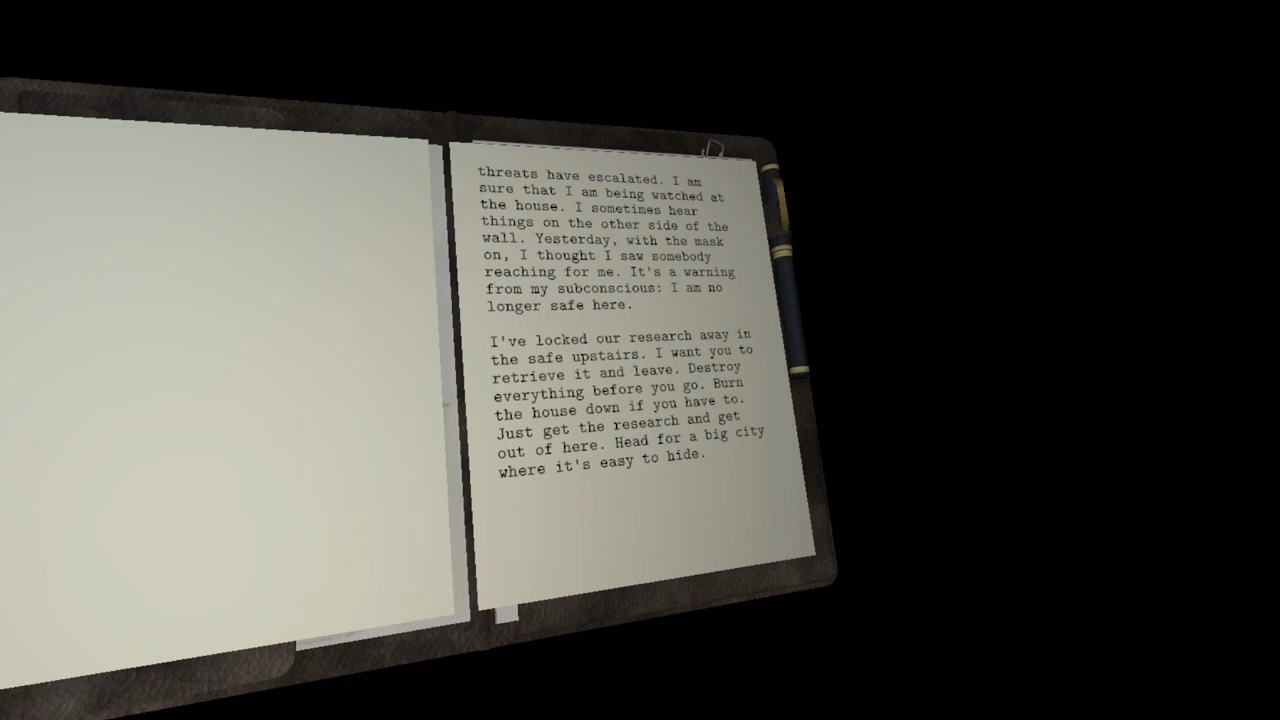 threats have escalated. I am
sure that I am being watched at
the house. I sometimes hear
things on the other side of the
wall. Yesterday, with the mask
on, I thought I saw somebody
reaching for me. It's a warning
from my subconscious: I am no
longer safe here.
I've locked our research away in
the safe upstairs. I want you to
retrieve it and leave. Destroy
everything before you go. Burn
the house down if you have to.
Just get the research and get
out of here. Head for a big city
where it's easy to hide.